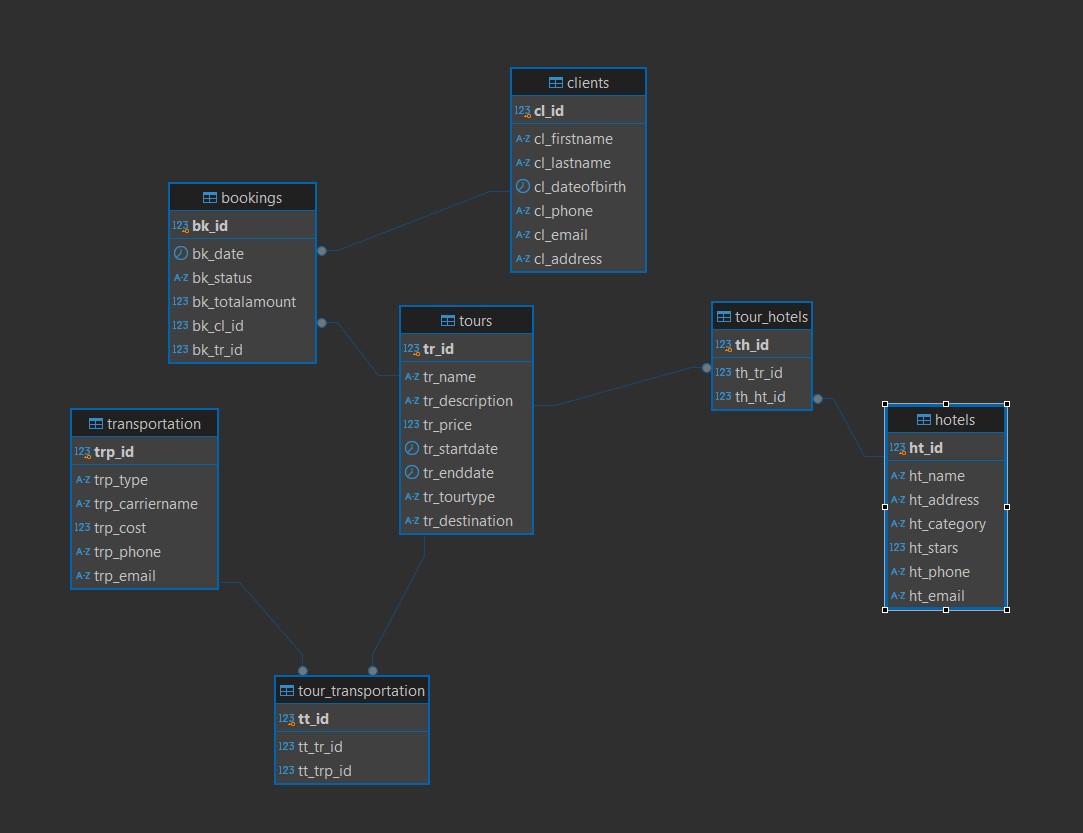 clients
123 cl_id
A-Z cl_firstname
A-Z cl_lastname
cl_dateofbirth
A-Z cl_phone
A-Z cl_email
A-Z cl_address
bookings
123 bk_id
bk_date
A-Z bk_status
123 bk_totalamount
123 bk_cl_id
123 bk_tr_id
tours
123 tr_id
A-Z tr_name
A-Z tr_description
123 tr_price
tr_startdate
tr_enddate
A-Z tr_tourtype
A-Z tr_destination
tour_hotels
123 th_id
123 th_tr_id
123 th_ht_id
hotels
123 ht_id
A-Z ht_name
A-Z ht_address
A-Z ht_category
123 ht_stars
A-Z ht_phone
A-Z ht_email
transportation
123 trp_id
A-Z trp_type
A-Z trp_carriername
123 trp_cost
A-Z trp_phone
A-Z trp_email
tour_transportation
123 tt_id
123 tt_tr_id
123 tt_trp_id